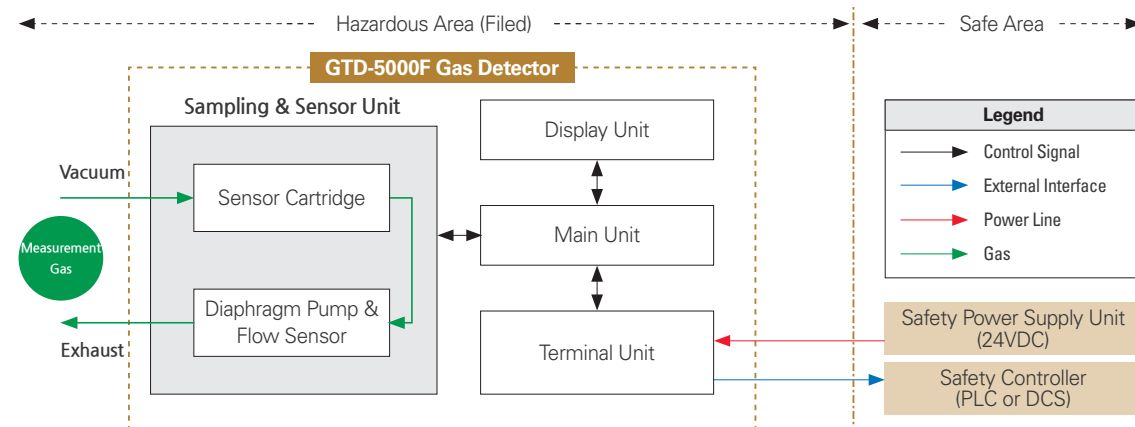 Hazardous Area (Filed)
Safe Area
GTD-5000F Gas Detector
Sampling & Sensor Unit
Vacuum
Measurement
Gas
Exhaust
Sensor Cartridge
Diaphragm Pump &
Flow Sensor
Display Unit
Main Unit
Terminal Unit
Legend
Control Signal
External Interface
Power Line
Gas
Safety Power Supply Unit
(24VDC)
Safety Controller
(PLC or DCS)